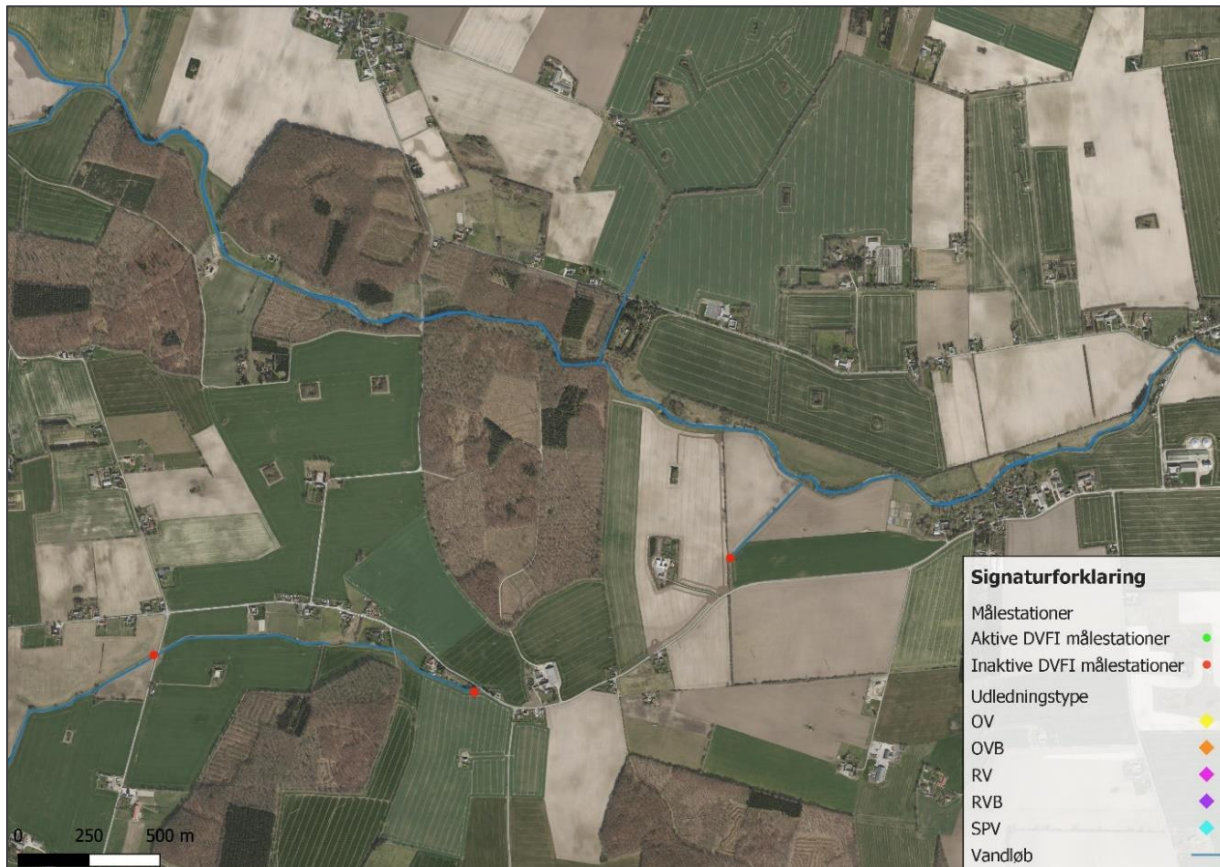 Signaturforklaring
Målestationer
Aktive DVFI målestationer
Inaktive DVFI målestationer
Udledningstype
OV
OVB
RV
RVB
SPV
Vandløb
0 250 500 m